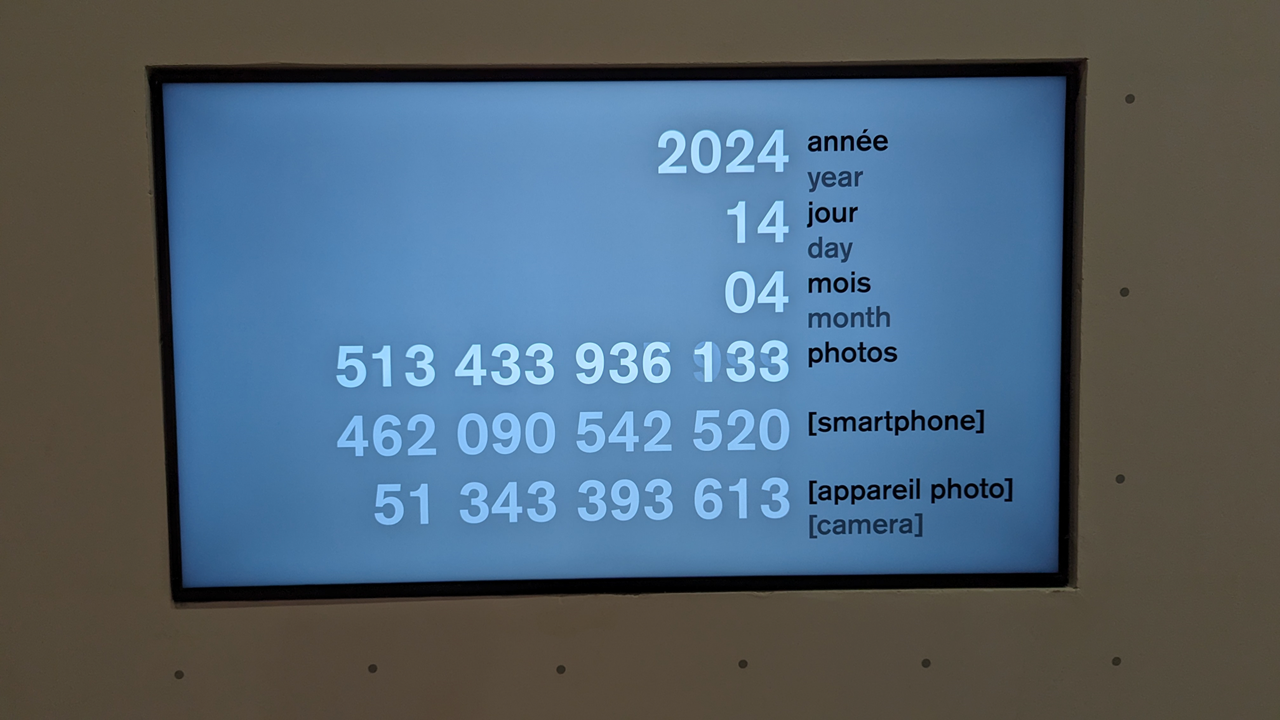 2024 année
year
14 jour
day
04 mois
month
513 433 936 133 photos
462 090 542 520 [smartphone]
51 343 393 613 [appareil photo]
[camera]